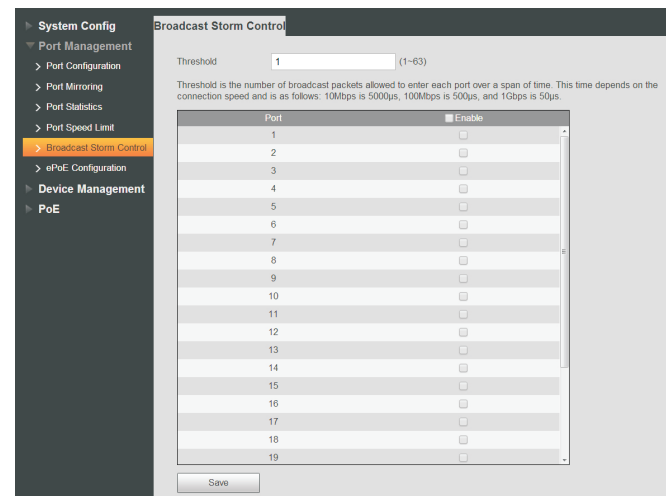 System Config
Port Management
Port Configuration
Port Mirroring
Port Statistics
Port Speed Limit
Broadcast Storm Control
ePoE Configuration
Device Management
PoE
Broadcast Storm Control
Threshold 1 (1~63)
Threshold is the number of broadcast packets allowed to enter each port over a span of time. This time depends on the
connection speed and is as follows: 10Mbps is 5000μs, 100Mbps is 500μs, and 1Gbps is 50μs.
Port Enable
1
2
3
4
5
6
7
8
9
10
11
12
13
14
15
16
17
18
19
Save